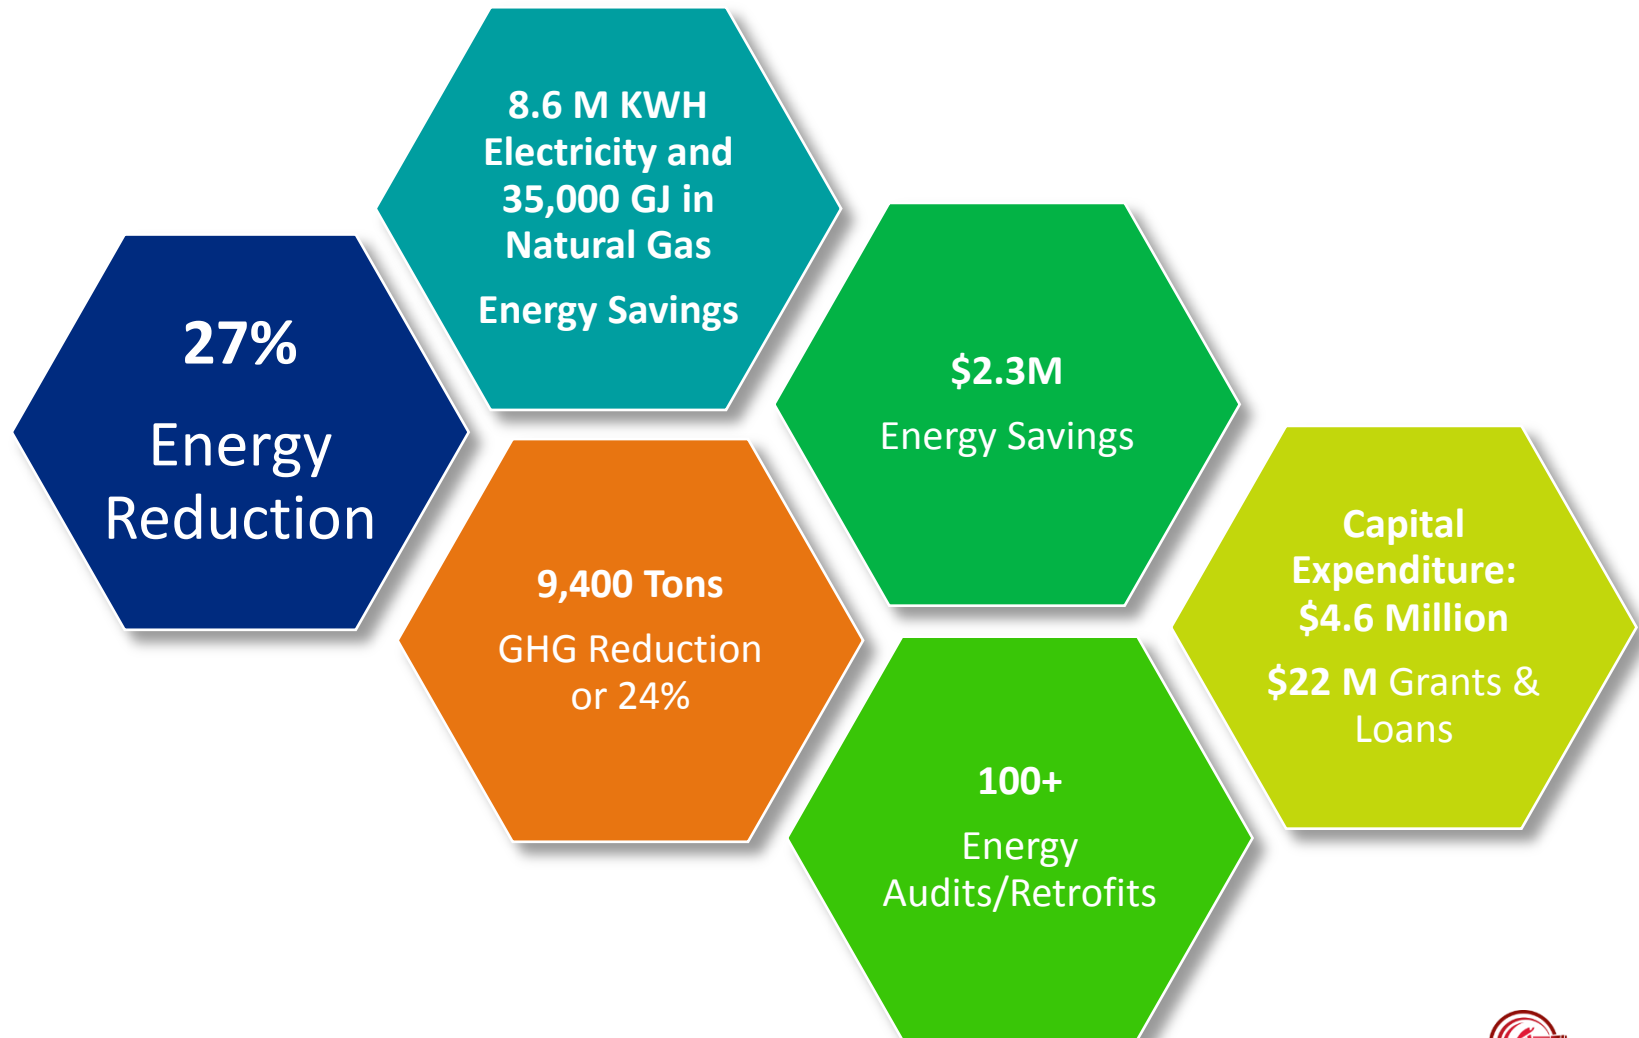 27%
Energy
Reduction
8.6 M KWH
Electricity and
35,000 GJ in
Natural Gas
Energy Savings
9,400 Tons
GHG Reduction
or 24%
$2.3M
Energy Savings
100+
Energy
Audits/Retrofits
Capital
Expenditure:
$4.6 Million
$22 M Grants &
Loans